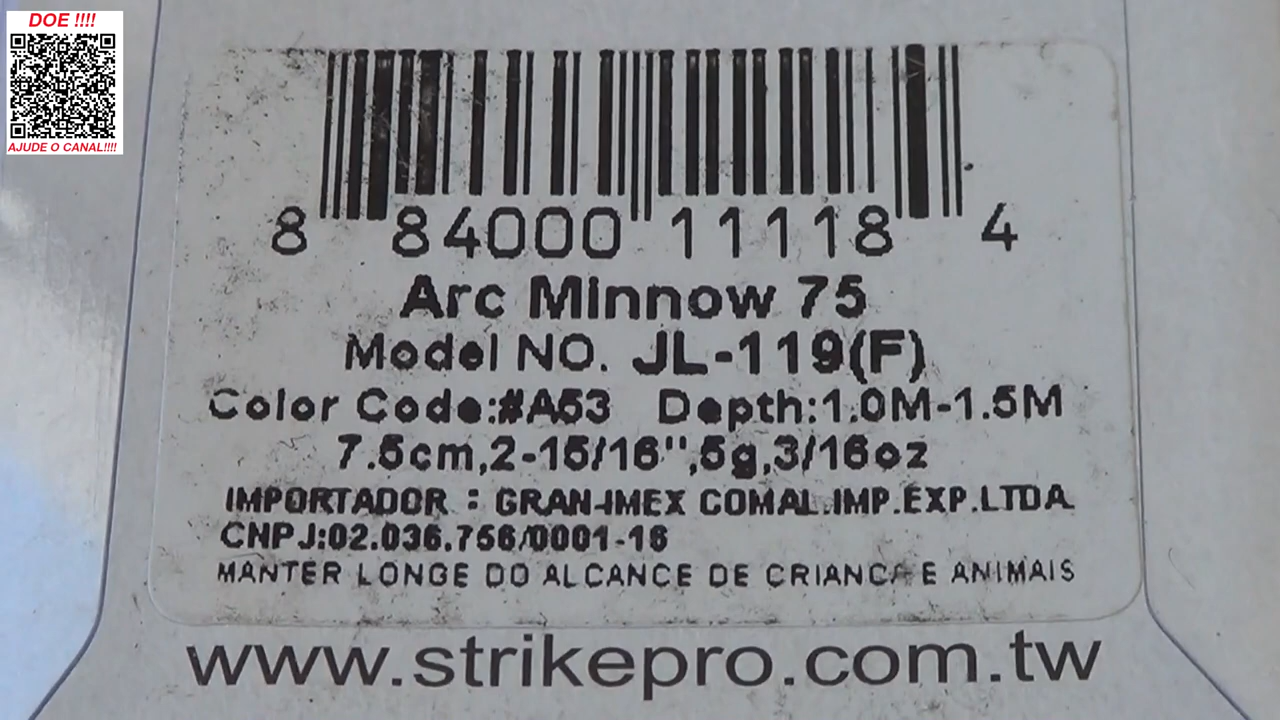 DOE !!!!
AJUDE O CANAL!!!!
8 84000 11118 4
Arc Minnow 75
Model NO. JL-119(F)
Color Code:#A53 Depth:1.0M-1.5M
7.5cm,2-15/16",5g,3/16oz
IMPORTADOR : GRAN-IMEX COMAL.IMP.EXP.LTDA
CNPJ:02.036.756/0001-16
MANTER LONGE DO ALCANCE DE CRIANCA E ANIMAIS
www.strikepro.com.tw